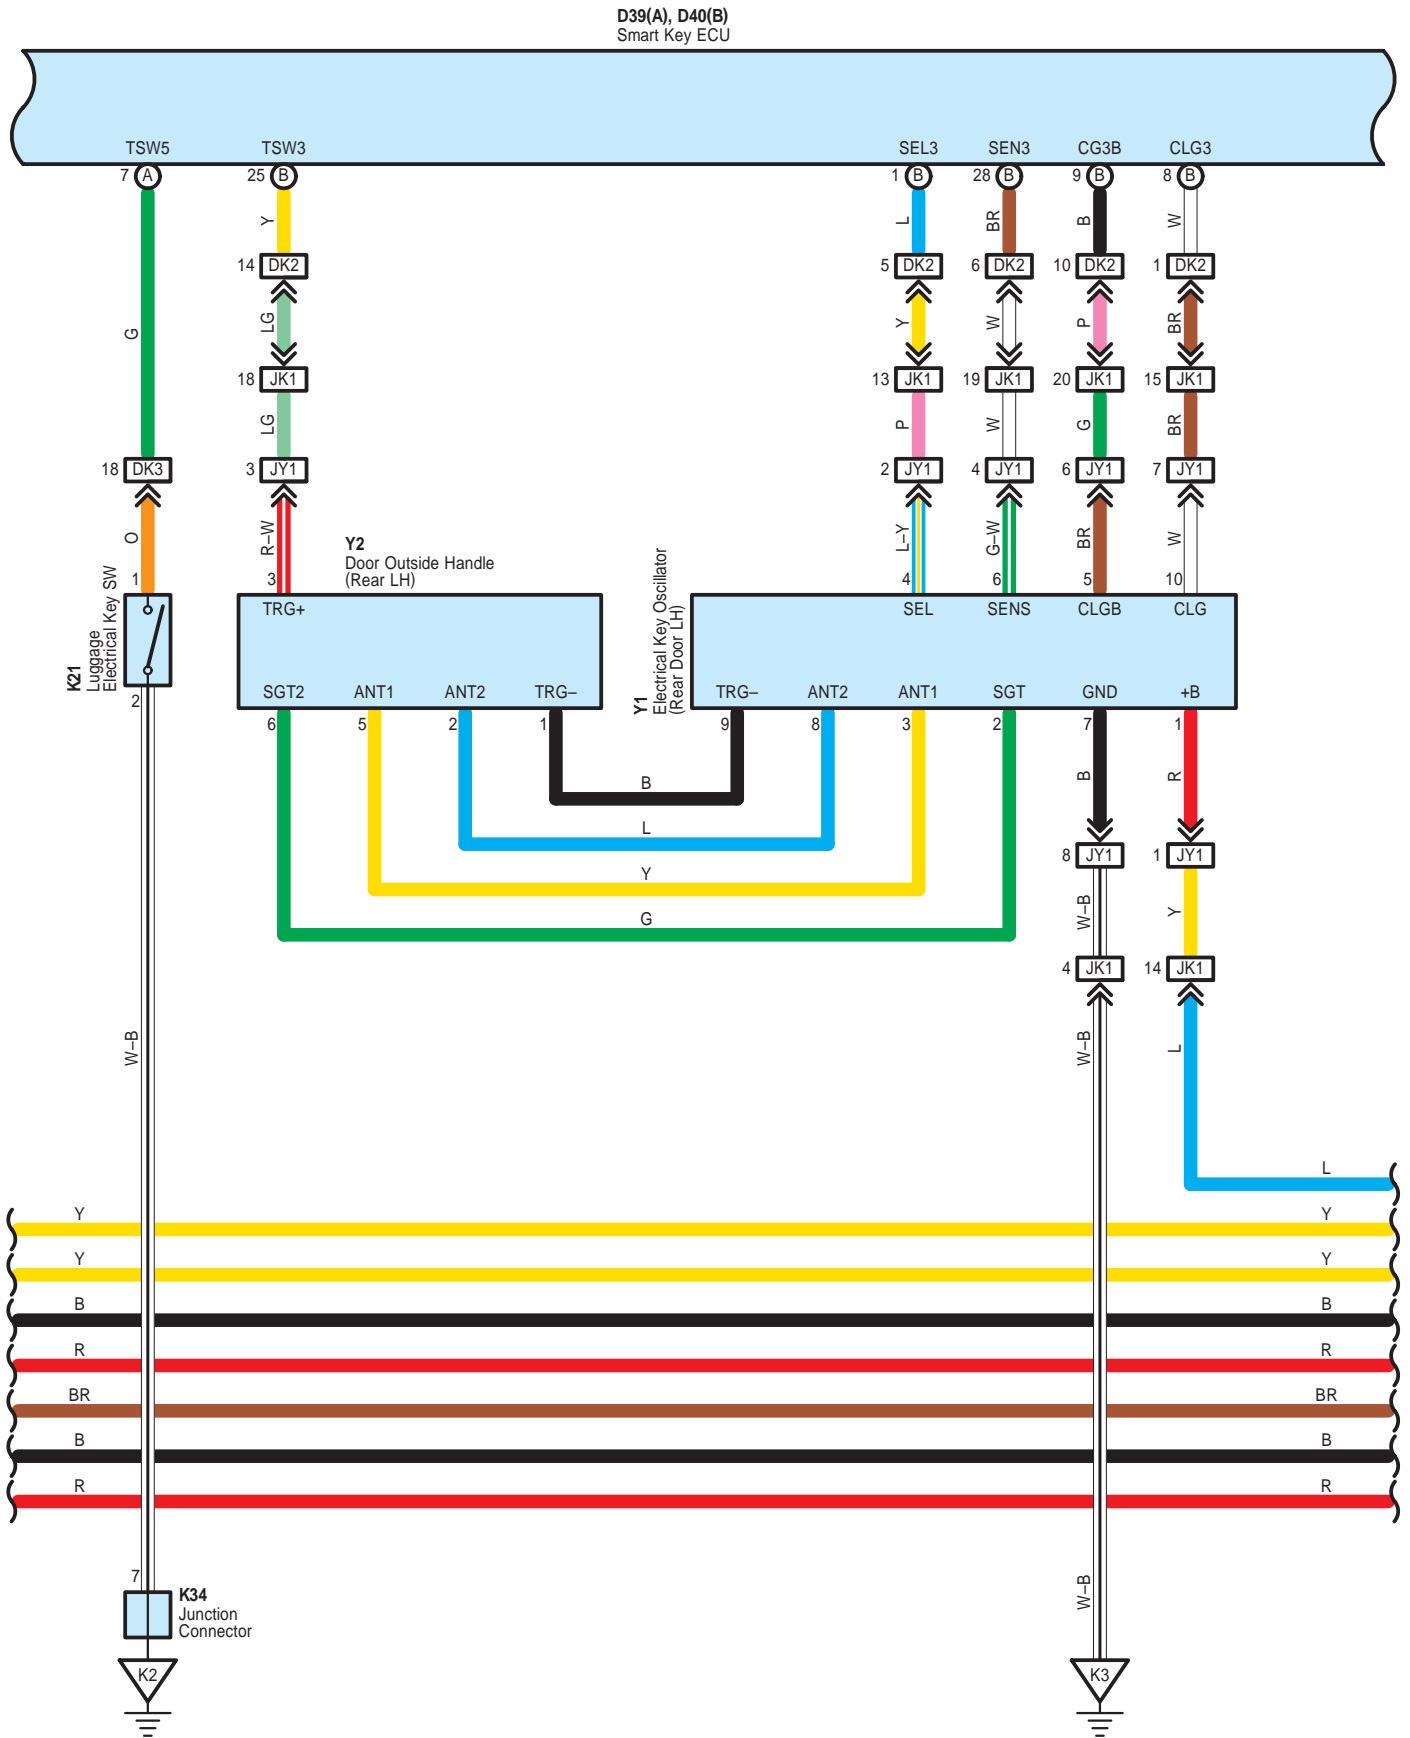 D39(A), D40(B)
Smart Key ECU
TSW5 TSW3 SEL3 SEN3 CG3B CLG3
7 A 25 B 1 B 28 B 9 B 8 B
Y L BR B W
14 DK2 5 DK2 6 DK2 10 DK2 1 DK2
G LG Y W P BR
18 JK1 13 JK1 19 JK1 20 JK1 15 JK1
LG P W G BR
18 DK3 3 JY1 2 JY1 4 JY1 6 JY1 7 JY1
O R–W L–Y G–W BR W
Y2
Door Outside Handle
(Rear LH)
1 3 4 6 5 10
K21
Luggage
Electrical Key SW
Y1
Electrical Key Oscillator
(Rear Door LH)
TRG+ SEL SENS CLGB CLG
SGT2 ANT1 ANT2 TRG– TRG– ANT2 ANT1 SGT GND +B
2 6 5 2 1 9 8 3 2 7 1
B B R
L
8 JY1 1 JY1
Y
G W–B Y
4 JK1 14 JK1
W–B W–B L
L
Y Y
Y Y
B B
R R
BR BR
B B
R R
7 W–B
K34
Junction
Connector
K2 K3